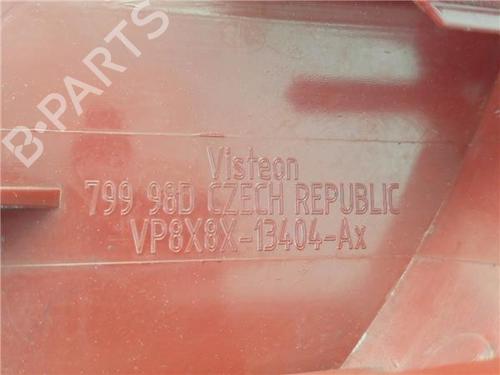 B-PARTS
Visteon
799 98D CZECH REPUBLIC
VP8X8X-13404-Ax